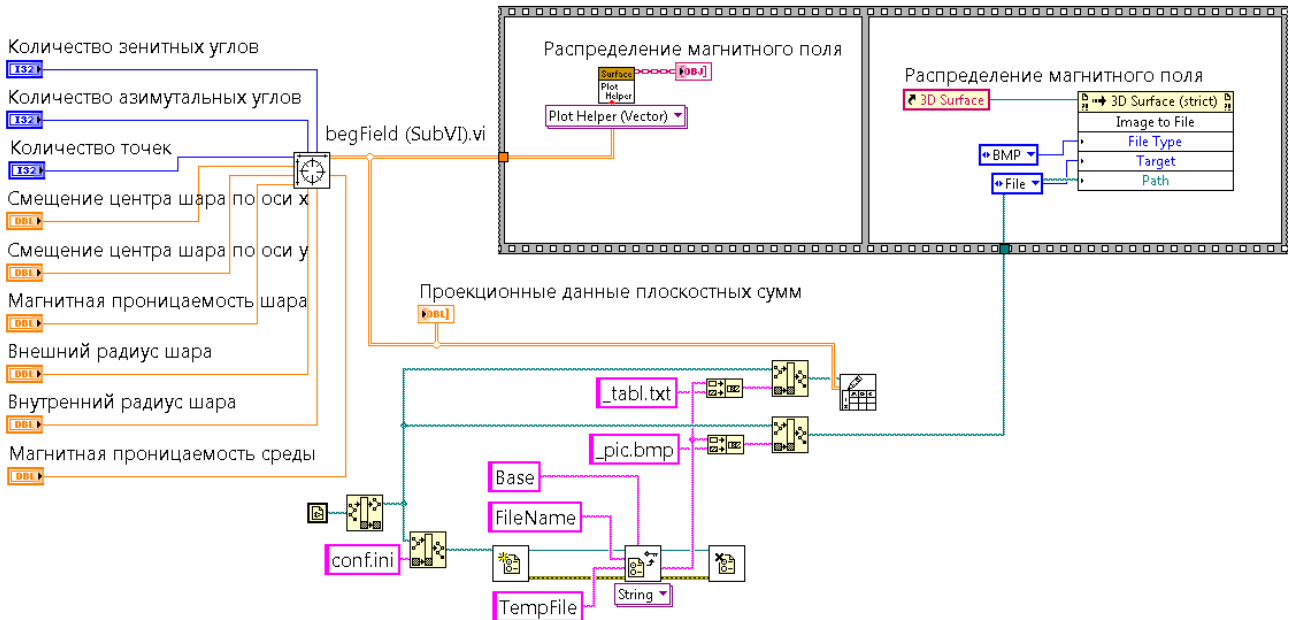 Количество зенитных углов
I32
Количество азимутальных углов
I32
Количество точек
I32
Смещение центра шара по оси x
DBL
Смещение центра шара по оси y
DBL
Магнитная проницаемость шара
DBL
Внешний радиус шара
DBL
Внутренний радиус шара
DBL
Магнитная проницаемость среды
DBL
begField (SubVI).vi
Распределение магнитного поля
Surface
Plot
Helper
OBJ
Plot Helper (Vector)
Распределение магнитного поля
3D Surface
3D Surface (strict)
Image to File
File Type
Target
Path
BMP
File
Проекционные данные плоскостных сумм
DBL
_tabl.txt
_pic.bmp
Base
FileName
conf.ini
TempFile
String